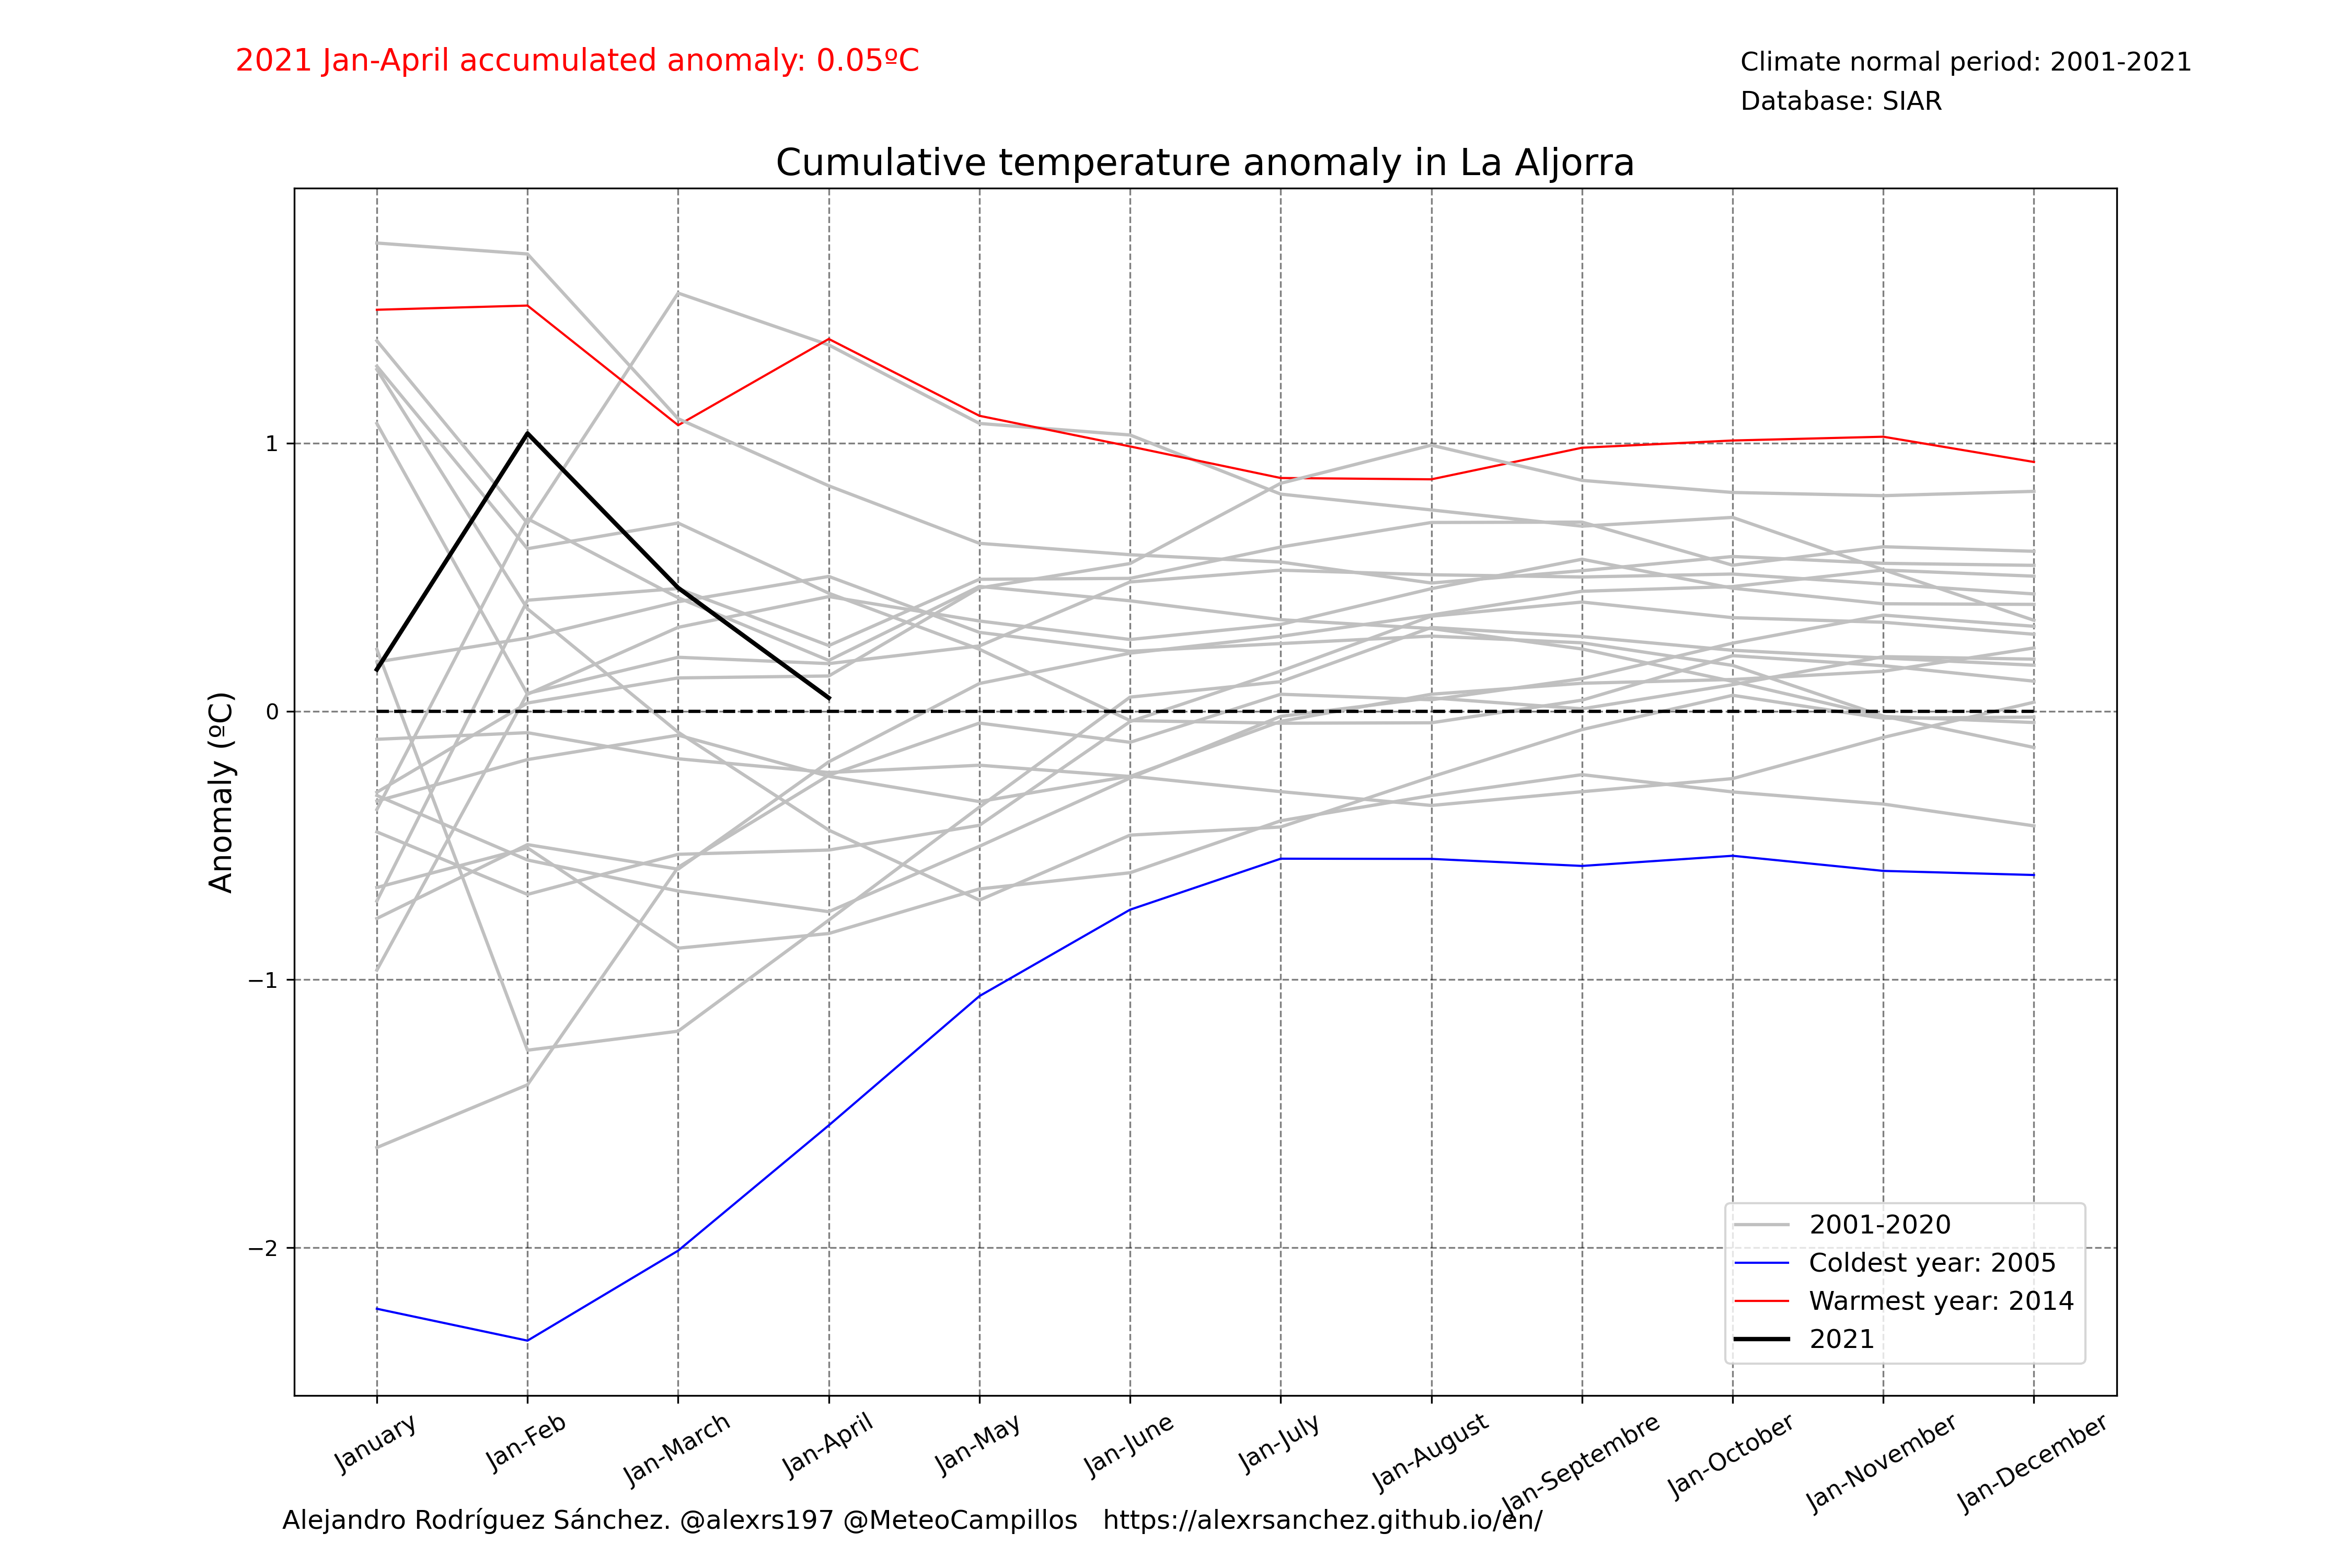 2021 Jan-April accumulated anomaly: 0.05ºC
Climate normal period: 2001-2021
Database: SIAR
Cumulative temperature anomaly in La Aljorra
Anomaly (ºC)
1
0
−1
−2
2001-2020
Coldest year: 2005
Warmest year: 2014
2021
January
Jan-Feb
Jan-March
Jan-April
Jan-May
Jan-June
Jan-July
Jan-August
Jan-Septembre
Jan-October
Jan-November
Jan-December
Alejandro Rodríguez Sánchez. @alexrs197 @MeteoCampillos   https://alexrsanchez.github.io/en/